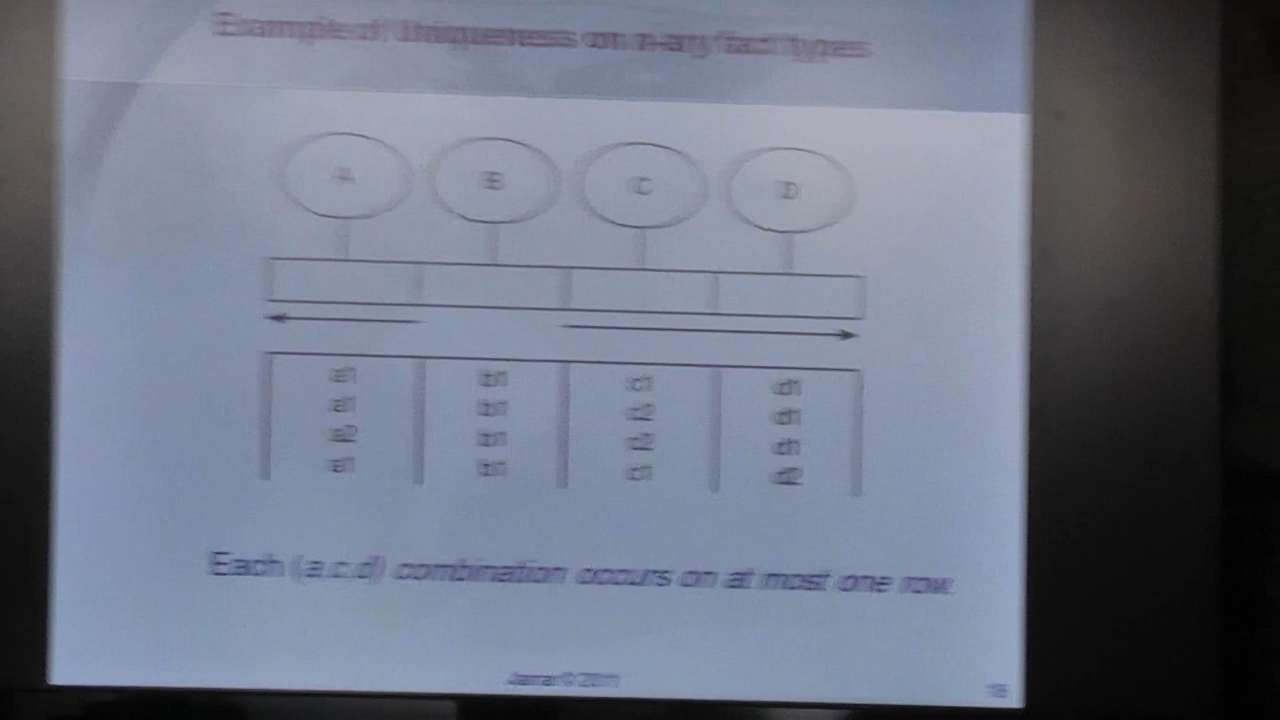 Example of Uniqueness on n-ary fact types
A B C D
a1 b1 c1 d1
a1 b1 c2 d1
a2 b1 c2 d1
a1 b1 c1 d2
Each (a,c,d) combination occurs on at most one row.
© 2011